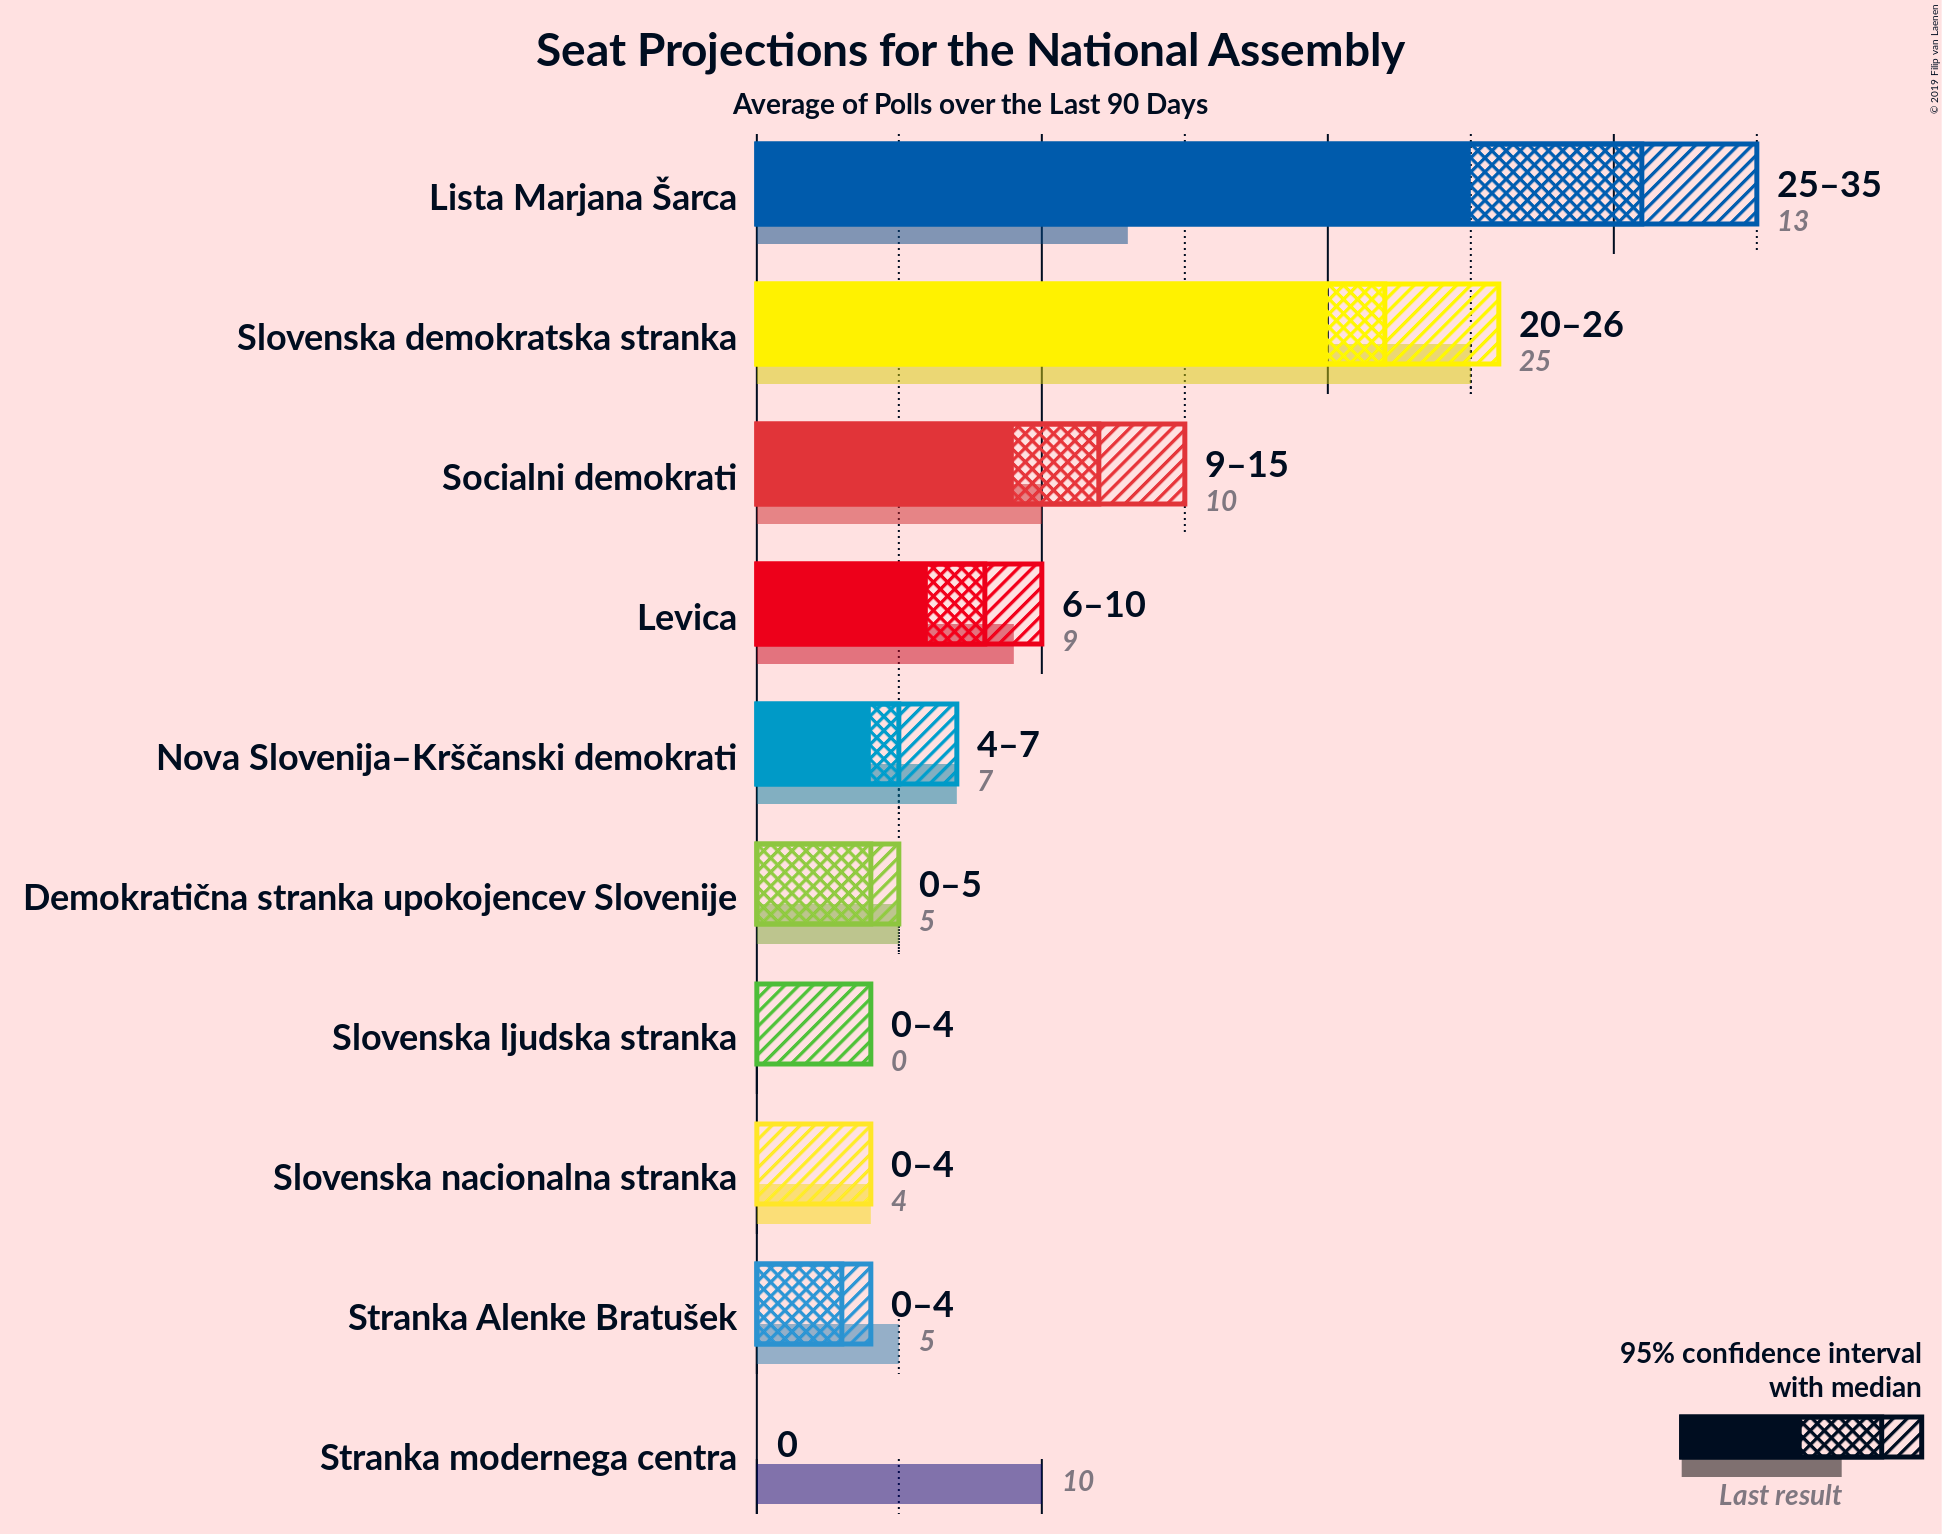 Seat Projections for the National Assembly
Average of Polls over the Last 90 Days
© 2019 Filip van Laenen
Lista Marjana Šarca
25–35
13
Slovenska demokratska stranka
20–26
25
Socialni demokrati
9–15
10
Levica
6–10
9
Nova Slovenija–Krščanski demokrati
4–7
7
Demokratična stranka upokojencev Slovenije
0–5
5
Slovenska ljudska stranka
0–4
0
Slovenska nacionalna stranka
0–4
4
Stranka Alenke Bratušek
0–4
5
Stranka modernega centra
0
10
95% confidence interval
with median
Last result